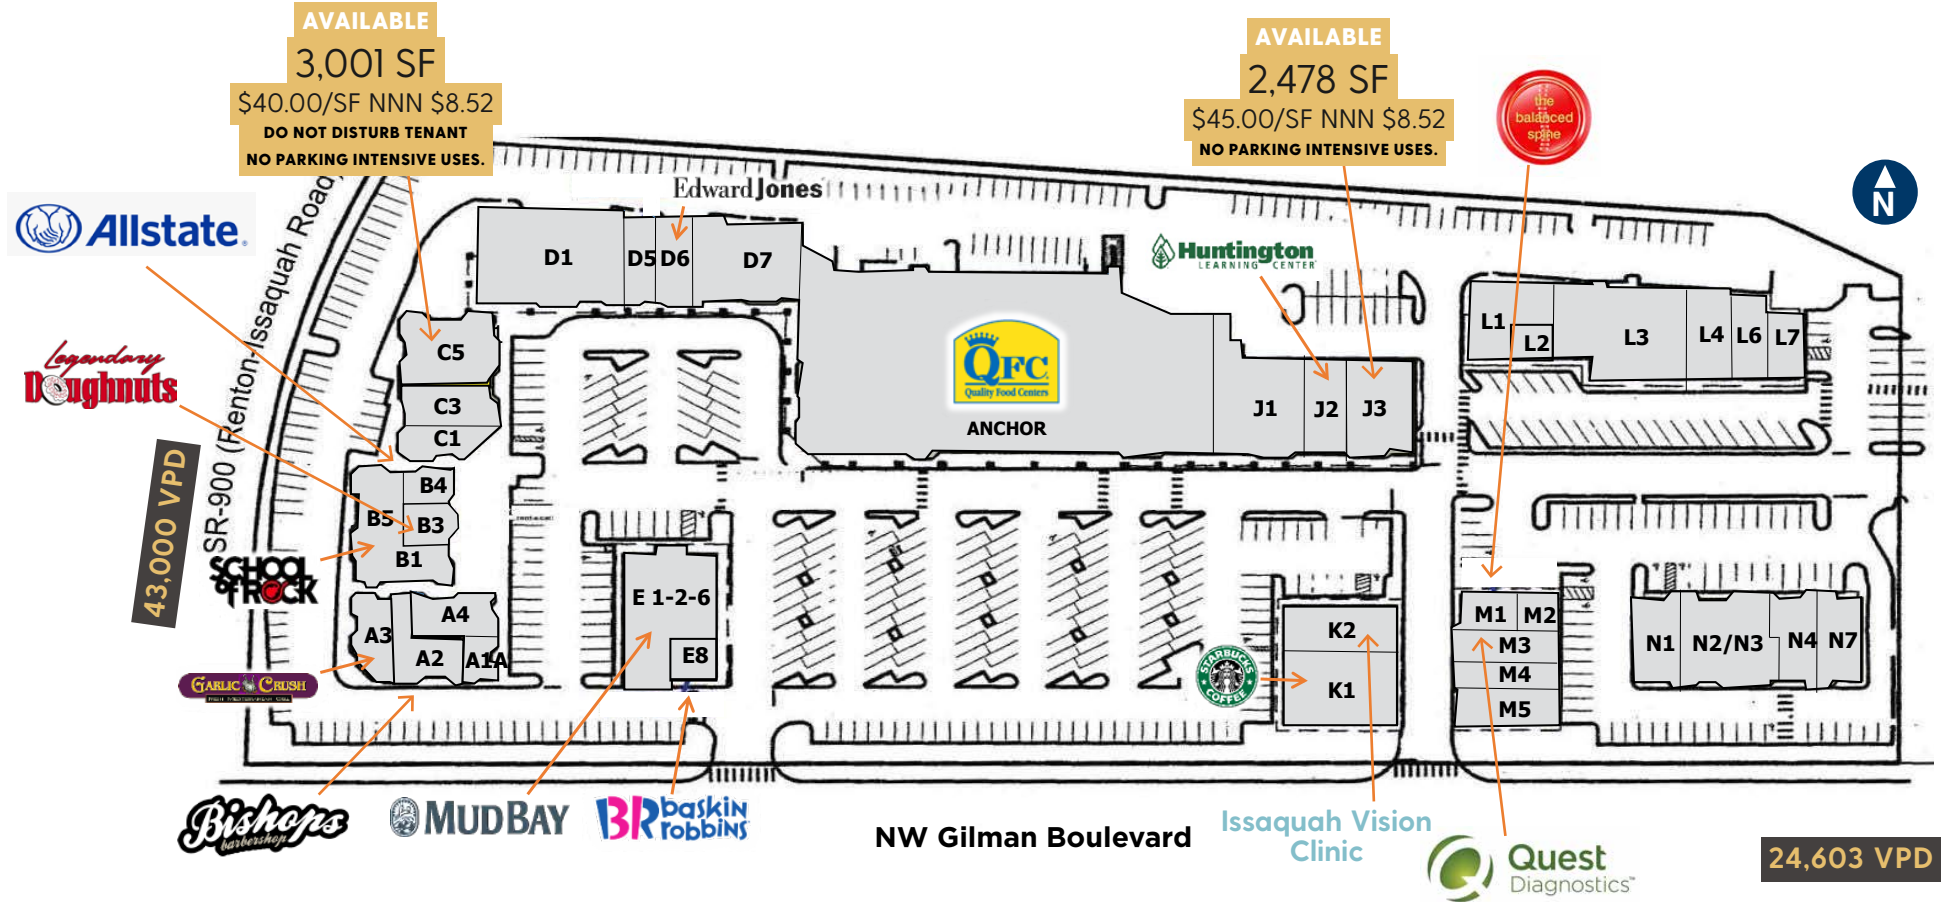 AVAILABLE
3,001 SF
$40.00/SF NNN $8.52
DO NOT DISTURB TENANT
NO PARKING INTENSIVE USES.
AVAILABLE
2,478 SF
$45.00/SF NNN $8.52
NO PARKING INTENSIVE USES.
the
balanced
spine
N
Edward Jones
Allstate
Huntington
LEARNING CENTER
SR-900 (Renton-Issaquah Road)
43,000 VPD
Legendary
Doughnuts
D1
D5
D6
D7
C5
C3
C1
QFC
Quality Food Centers
ANCHOR
J1
J2
J3
L1
L2
L3
L4
L6
L7
B4
B5
B3
B1
SCHOOL
OF ROCK
A3
A4
A2
A1A
GARLIC CRUSH
E 1-2-6
E8
STARBUCKS
COFFEE
K2
K1
M1
M2
M3
M4
M5
N1
N2/N3
N4
N7
Bishops
barbershop
MUD BAY
BR baskin
robbins
NW Gilman Boulevard
Issaquah Vision
Clinic
Quest
Diagnostics™
24,603 VPD